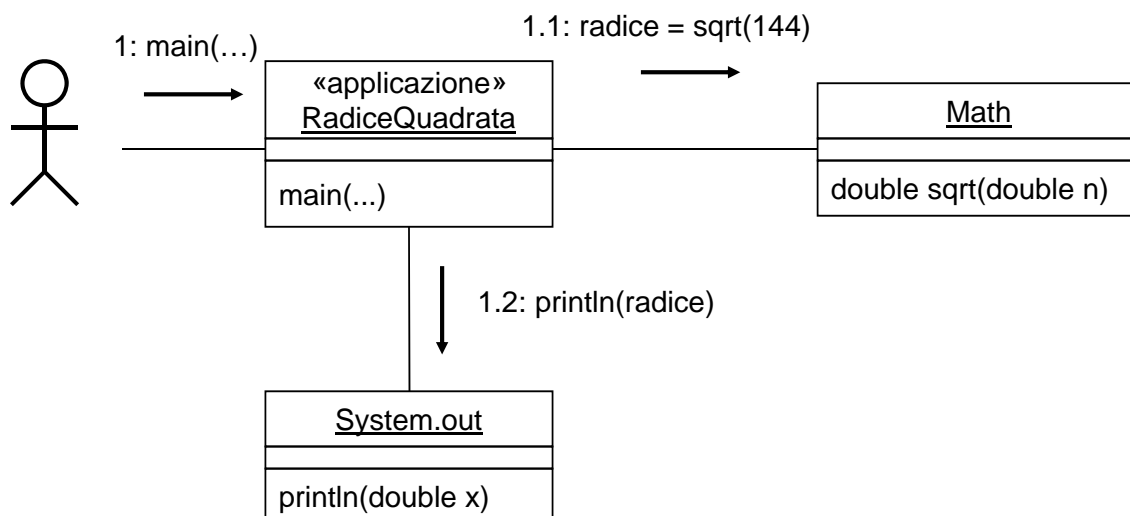 1: main(…)
1.1: radice = sqrt(144)
«applicazione»
RadiceQuadrata
main(...)
Math
double sqrt(double n)
1.2: println(radice)
System.out
println(double x)